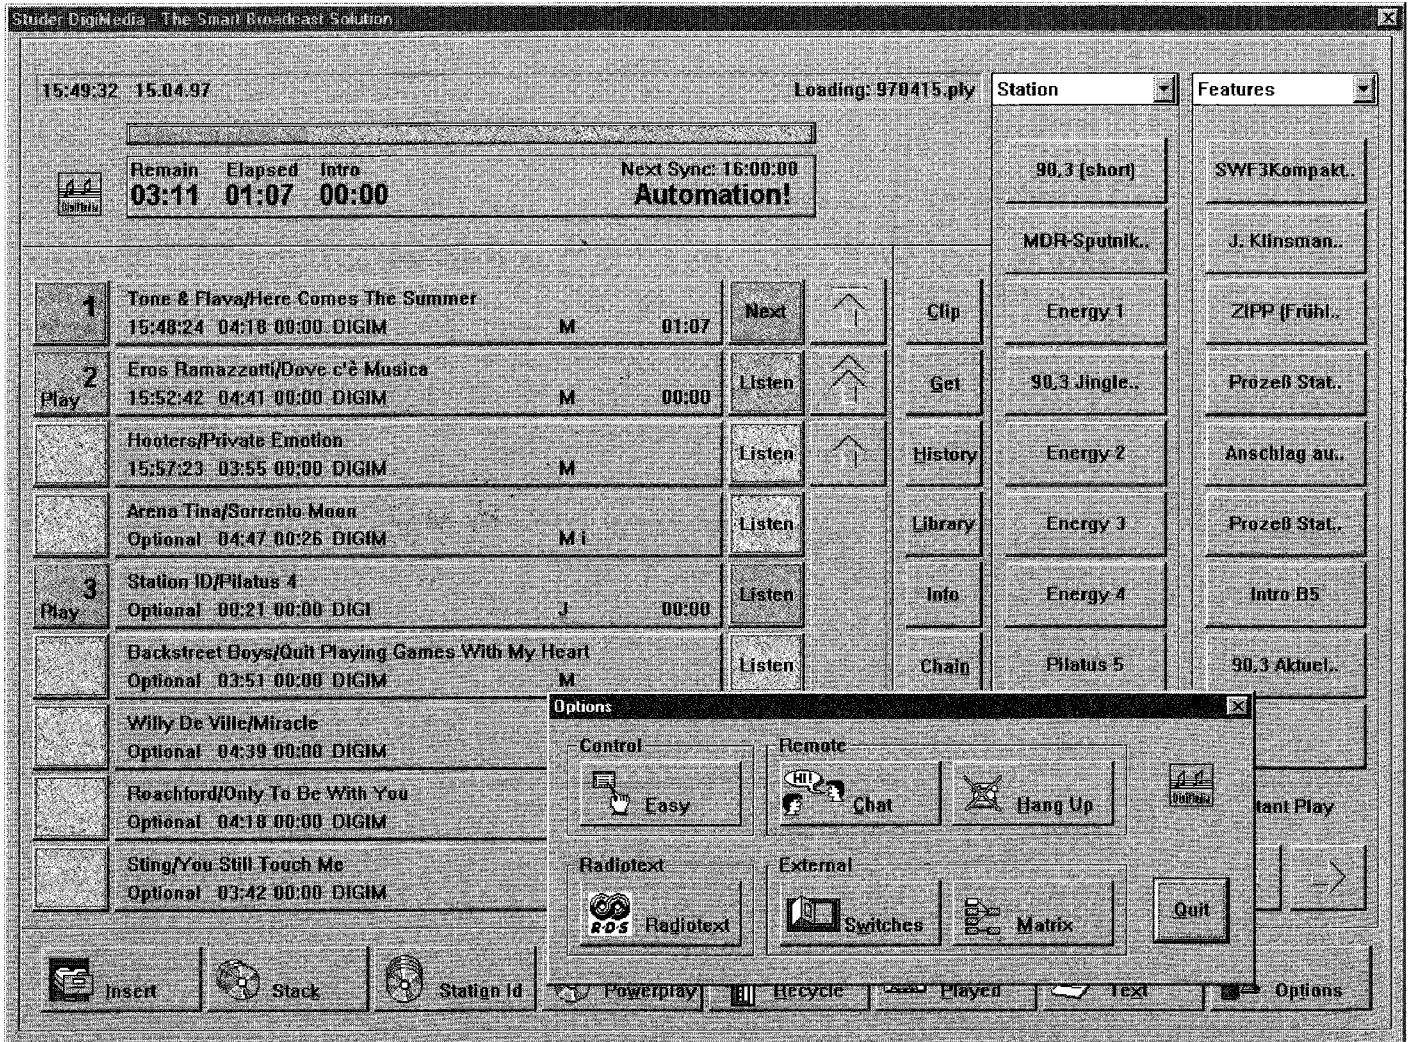 Studer DigiMedia - The Smart Broadcast Solution
15:49:32 15.04.97 Loading: 970415.ply
Station
Features
Remain Elapsed Intro Next Sync: 16:00:00
03:11 01:07 00:00 Automation!
DigiMedia
90,3 (short)
SWF3Kompakt..
MDR-Sputnik..
J. Klinsman..
1
Tone & Flava/Here Comes The Summer
15:48:24 04:18 00:00 DIGIM M 01:07
Next
Clip
Energy 1
ZIPP (Frühl..
2
Play
Eros Ramazzotti/Dove c'è Musica
15:52:42 04:41 00:00 DIGIM M 00:00
Listen
Get
90,3 Jingle..
Prozeß Stat..
Hooters/Private Emotion
15:57:23 03:55 00:00 DIGIM M
Listen
History
Energy 2
Anschlag au..
Arena Tina/Sorrento Moon
Optional 04:47 00:26 DIGIM M i
Listen
Library
Energy 3
Prozeß Stat..
3
Play
Station ID/Pilatus 4
Optional 00:21 00:00 DIGI J 00:00
Listen
Info
Energy 4
Intro B5
Backstreet Boys/Quit Playing Games With My Heart
Optional 03:51 00:00 DIGIM M
Listen
Chain
Pilatus 5
90,3 Aktuel..
Willy De Ville/Miracle
Optional 04:39 00:00 DIGIM
Roachford/Only To Be With You
Optional 04:18 00:00 DIGIM
Sting/You Still Touch Me
Optional 03:42 00:00 DIGIM
Options
Control
Remote
Easy
HI!
Chat
Hang Up
DigiMedia
tant Play
Radiotext
External
R·D·S
Radiotext
Switches
Matrix
Quit
Insert
Stack
Station Id
Powerplay
Recycle
Played
Text
Options